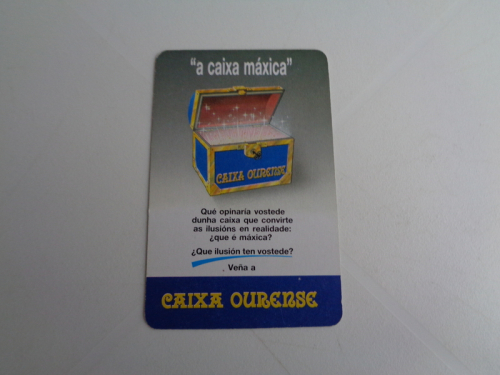 “a caixa máxica”
CAIXA OURENSE
Qué opinaría vostede
dunha caixa que convirte
as ilusións en realidade:
¿que é máxica?
¿Que ilusión ten vostede?
Veña a
CAIXA OURENSE